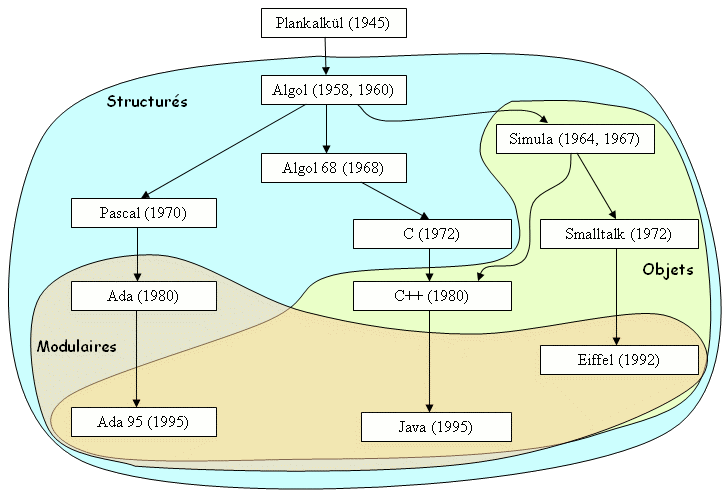 Plankalkül (1945)
Structurés
Algol (1958, 1960)
Simula (1964, 1967)
Algol 68 (1968)
Pascal (1970)
C (1972)
Smalltalk (1972)
Objets
Ada (1980)
C++ (1980)
Modulaires
Eiffel (1992)
Ada 95 (1995)
Java (1995)